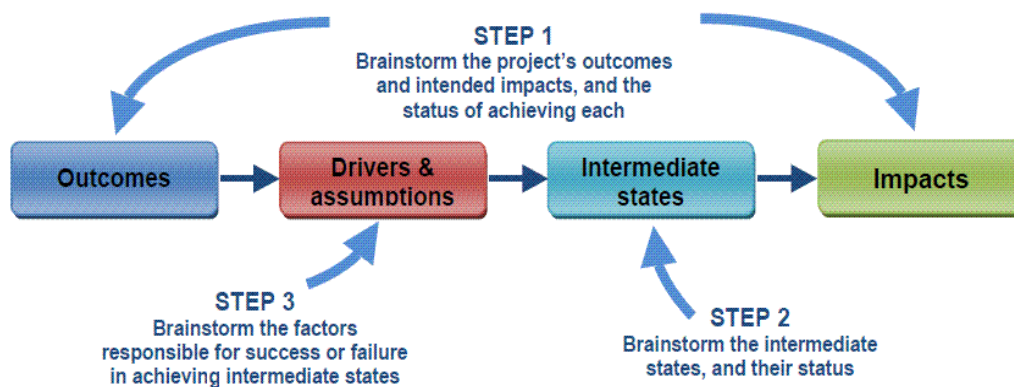 STEP 1
Brainstorm the project's outcomes
and intended impacts, and the
status of achieving each
Outcomes
Drivers &
assumptions
Intermediate
states
Impacts
STEP 3
Brainstorm the factors
responsible for success or failure
in achieving intermediate states
STEP 2
Brainstorm the intermediate
states, and their status